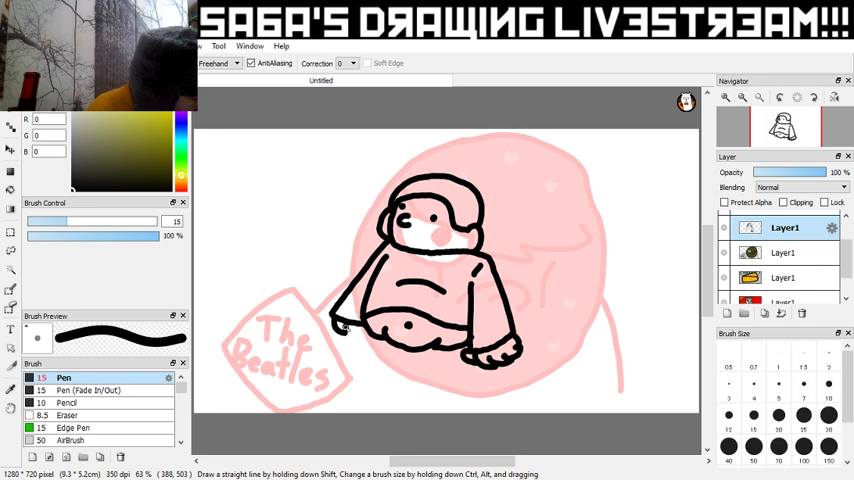 SAGA'S DRAWING LIVESTREAM!!!
Tool Window Help
Freehand AntiAliasing Correction 0 Soft Edge
Untitled
R 0
G 0
B 0
Brush Control
15
100 %
Brush Preview
Brush
15 Pen
15 Pen (Fade In/Out)
10 Pencil
8.5 Eraser
15 Edge Pen
50 AirBrush
The
Beatles
Navigator
Layer
Opacity 100 %
Blending Normal
Protect Alpha Clipping Lock
Layer1
Layer1
Layer1
Layer1
Brush Size
0.5 0.7 1 1.5 2
3 4 5 7 10
12 15 20 25 30
40 50 70 100 150
1280 * 720 pixel (9.3 * 5.2cm) 350 dpi 63 % ( 388, 503 ) Draw a straight line by holding down Shift, Change a brush size by holding down Ctrl, Alt, and dragging